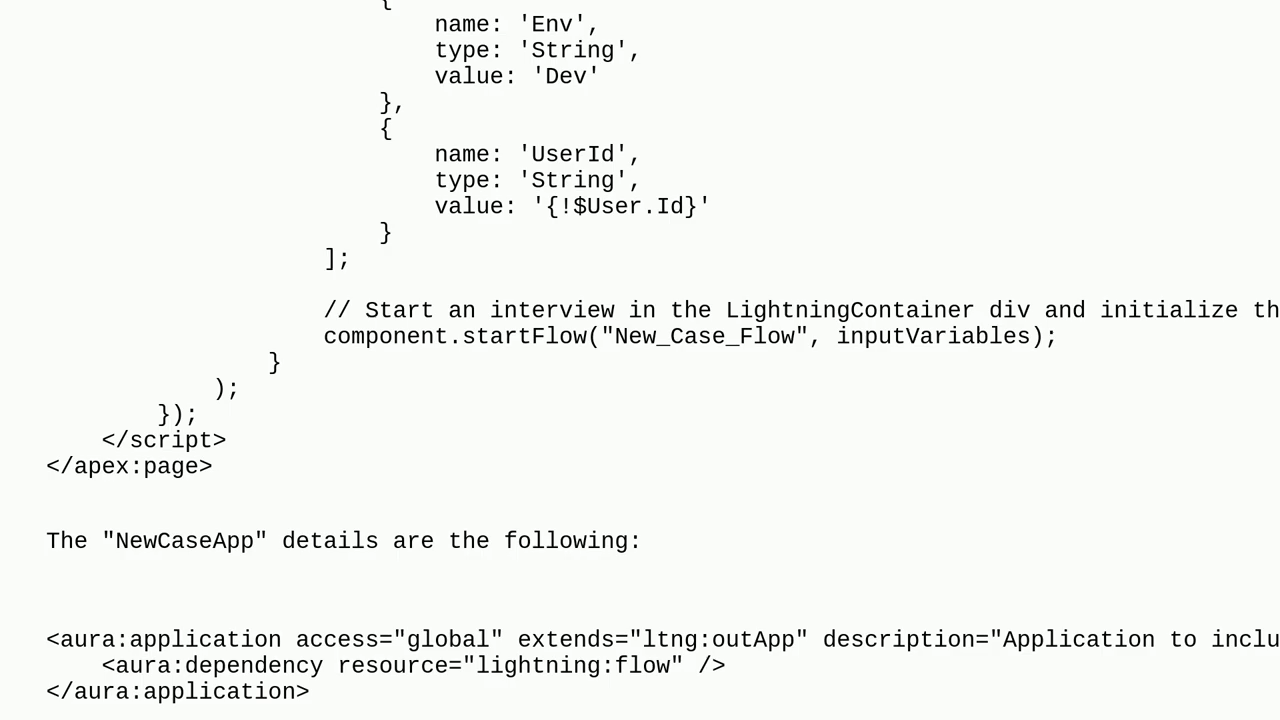 {
name: 'Env',
type: 'String',
value: 'Dev'
},
{
name: 'UserId',
type: 'String',
value: '{!$User.Id}'
}
];
// Start an interview in the LightningContainer div and initialize th
component.startFlow("New_Case_Flow", inputVariables);
}
);
});
</script>
</apex:page>
The "NewCaseApp" details are the following:
<aura:application access="global" extends="ltng:outApp" description="Application to inclu
<aura:dependency resource="lightning:flow" />
</aura:application>